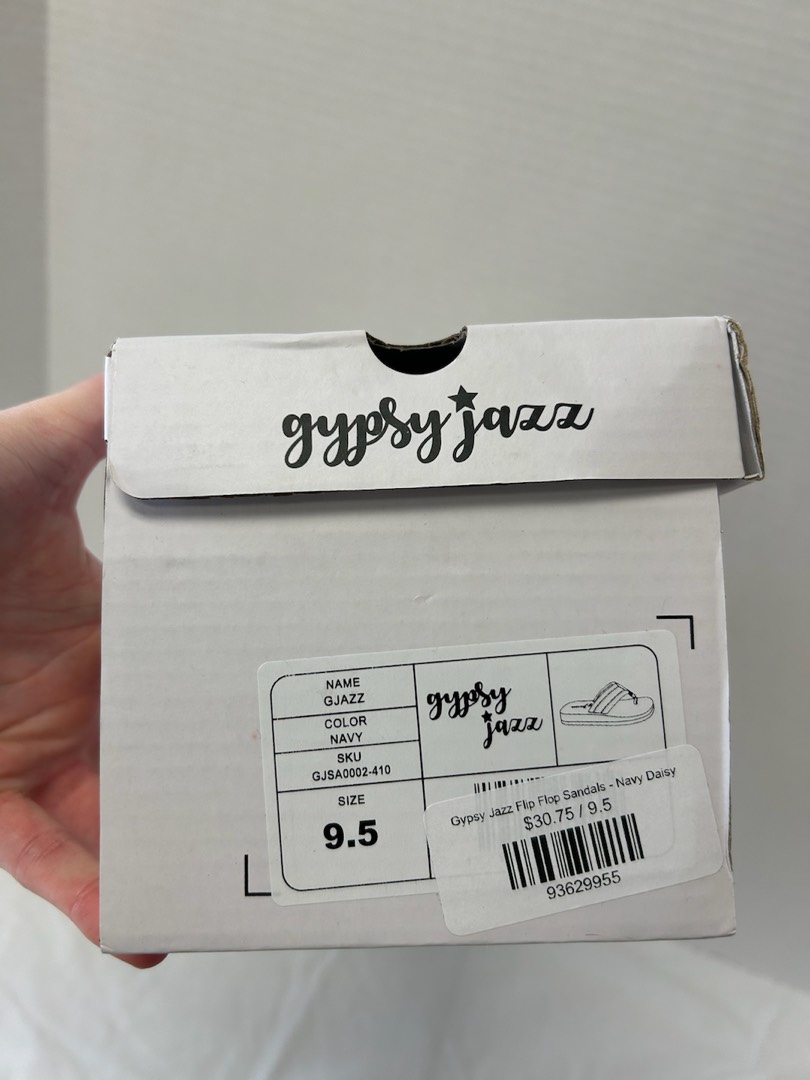 gypsy jazz
NAME
GJAZZ
COLOR
NAVY
SKU
GJSA0002-410
SIZE
9.5
gypsy
jazz
Gypsy Jazz Flip Flop Sandals - Navy Daisy
$30.75 / 9.5
93629955